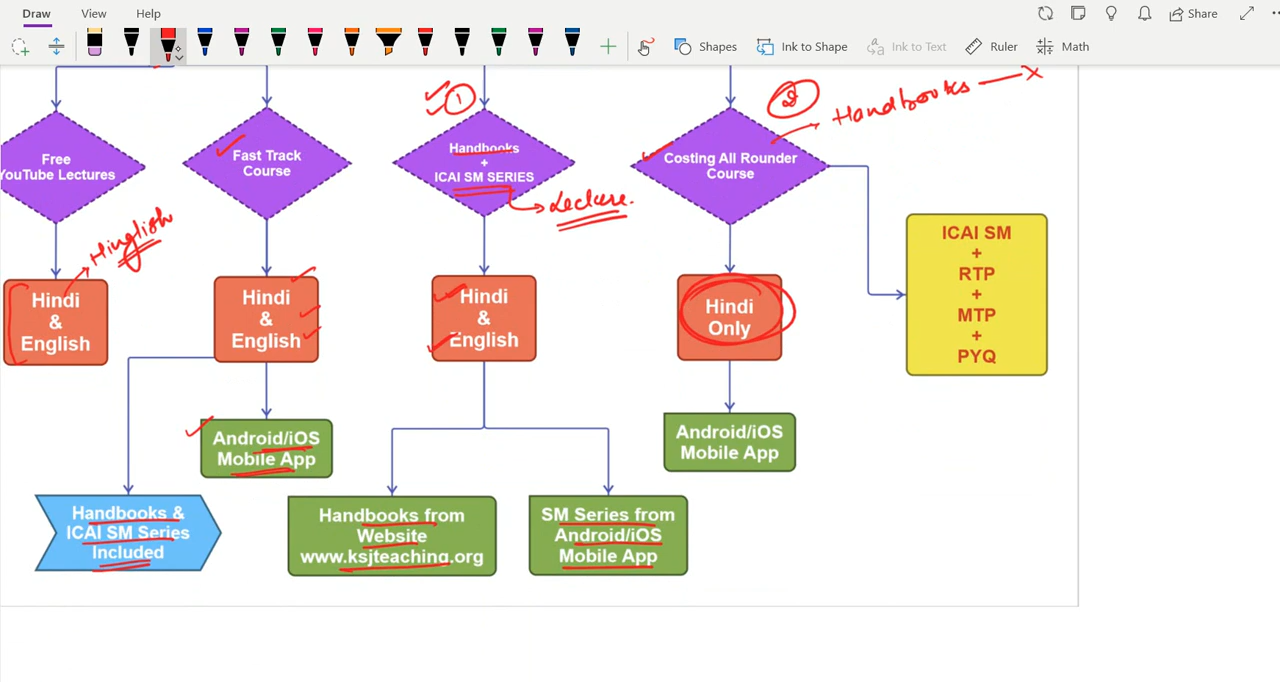 Draw
View
Help
Share
Shapes
Ink to Shape
Ink to Text
Ruler
Math
Free
YouTube Lectures
Fast Track
Course
1
Handbooks
+
ICAI SM SERIES
Lecture.
2
Handbooks — X
Costing All Rounder
Course
Hinglish
Hindi
&
English
Hindi
&
English
Hindi
&
English
Hindi
Only
ICAI SM
+
RTP
+
MTP
+
PYQ
Android/iOS
Mobile App
Android/iOS
Mobile App
Handbooks &
ICAI SM Series
Included
Handbooks from
Website
www.ksjteaching.org
SM Series from
Android/iOS
Mobile App